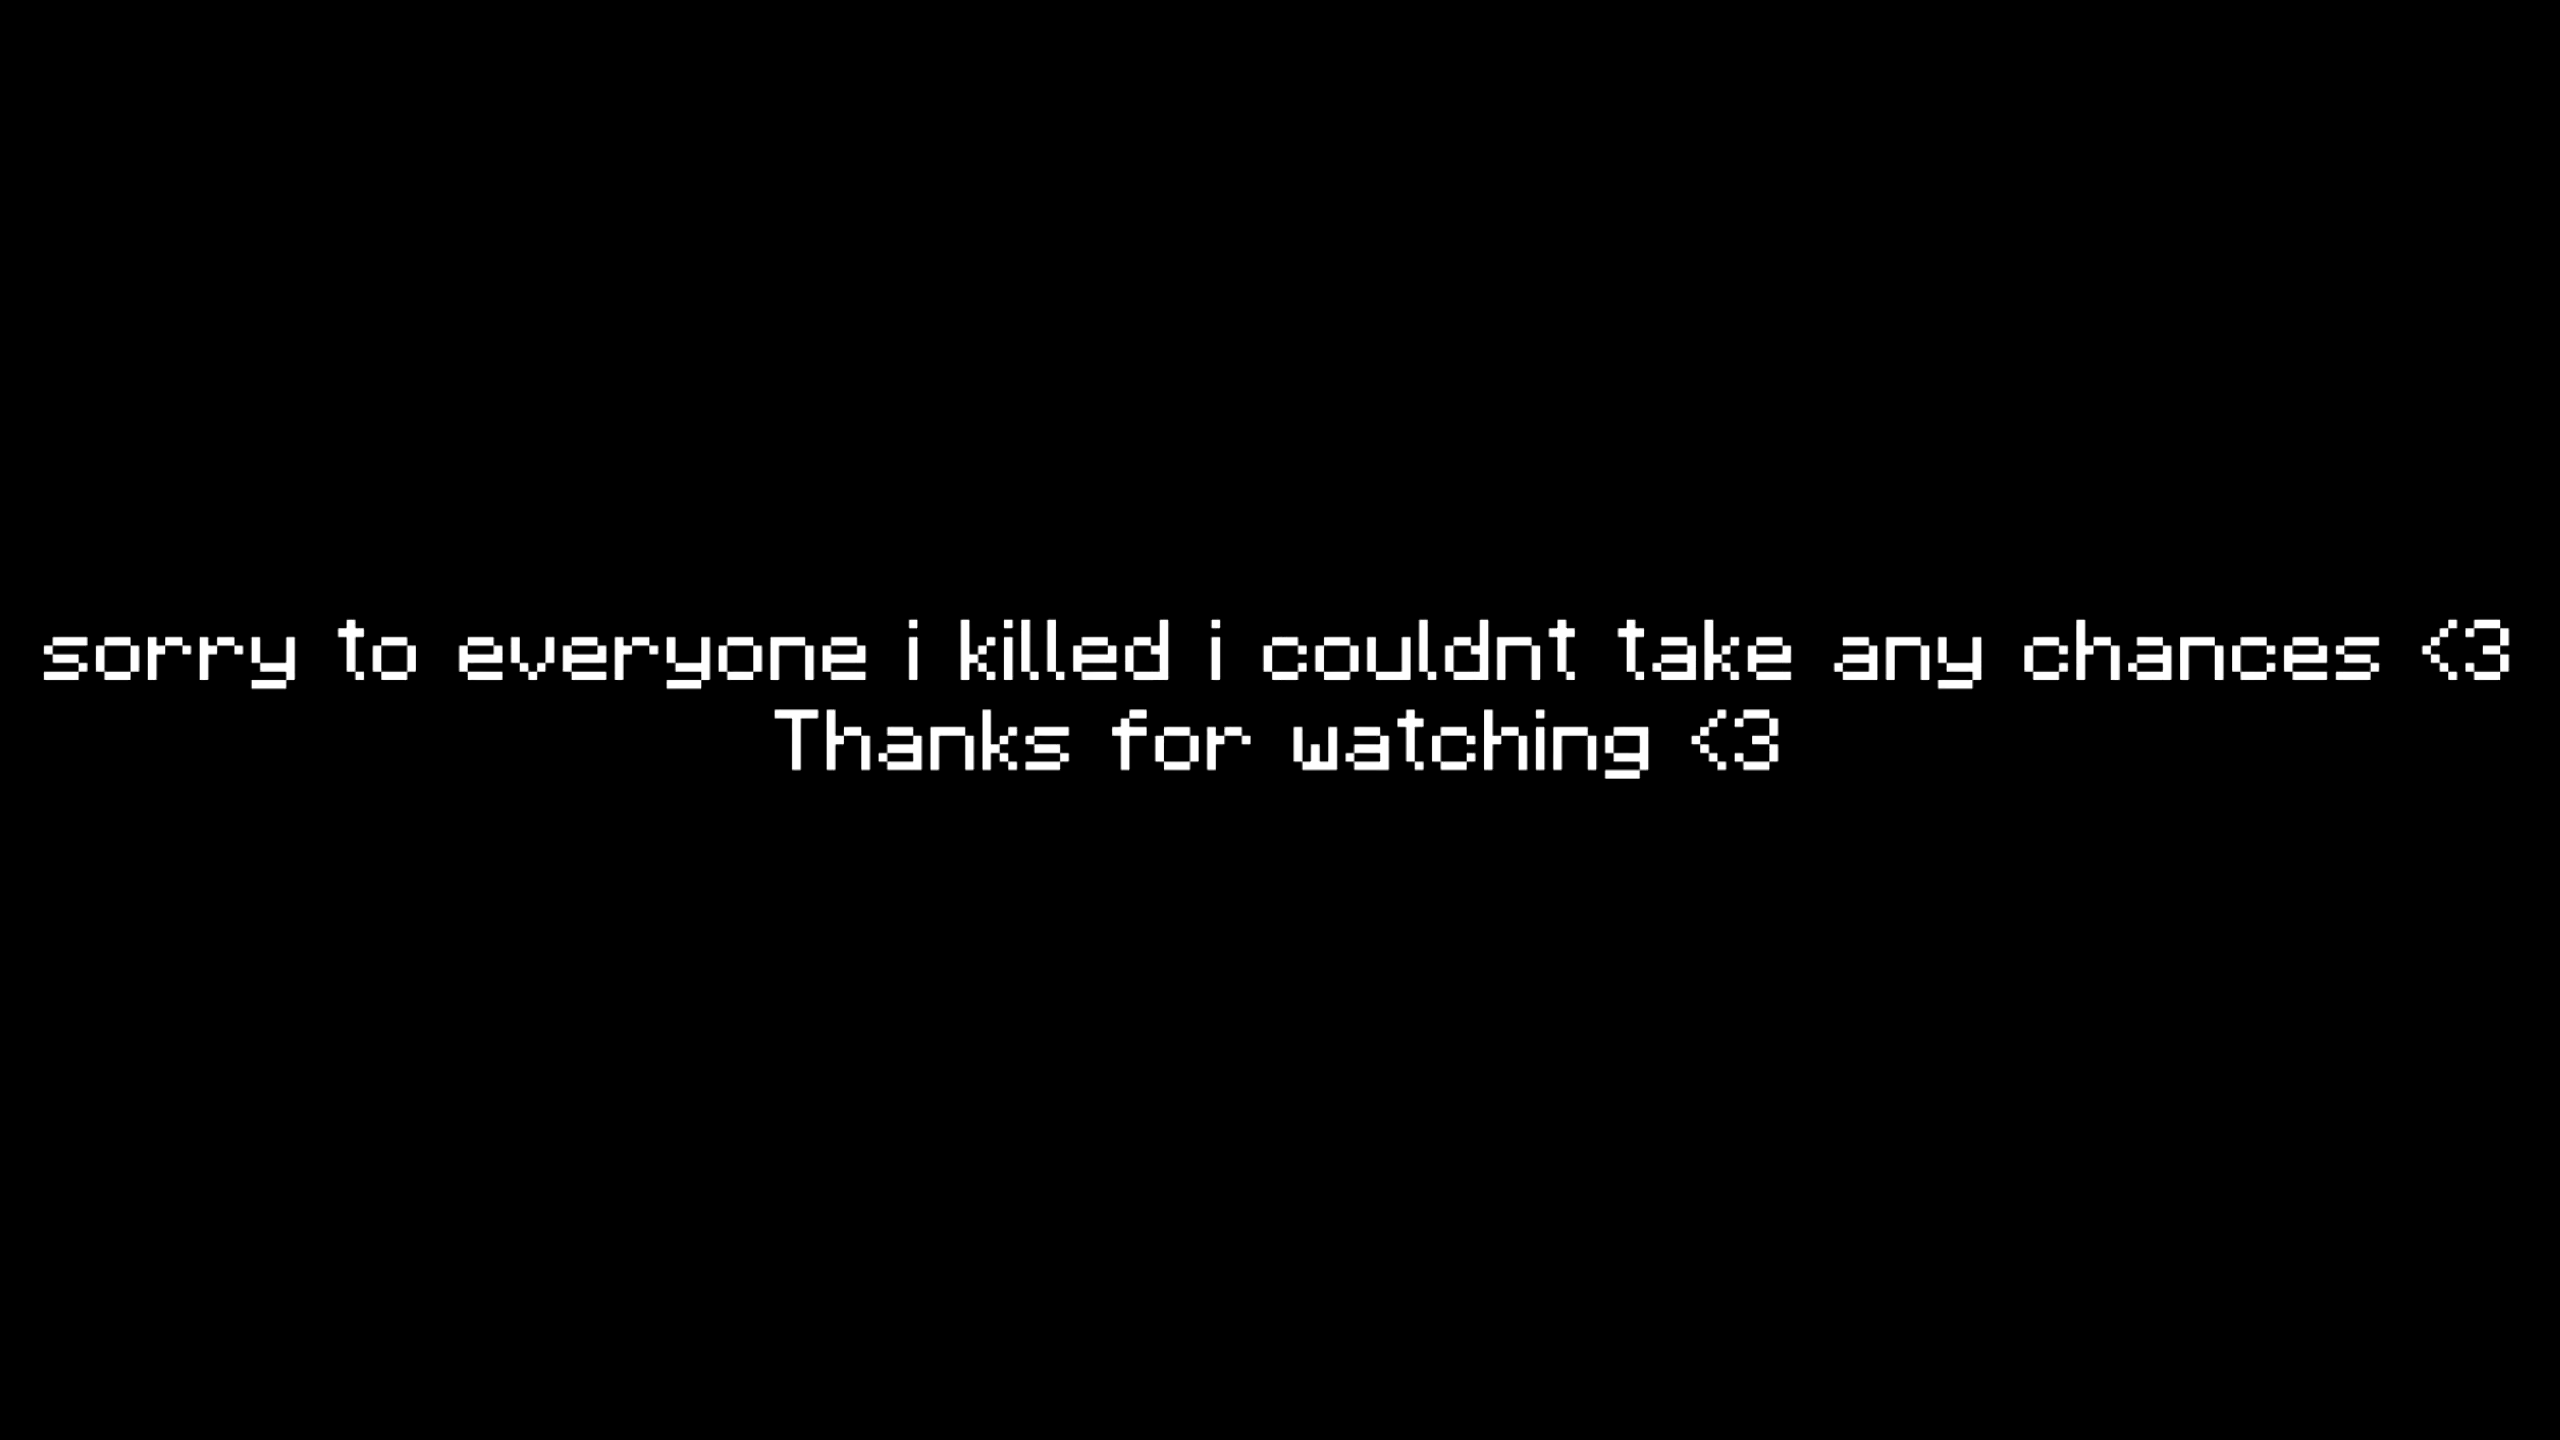 sorry to everyone i killed i couldnt take any chances <3
Thanks for watching <3